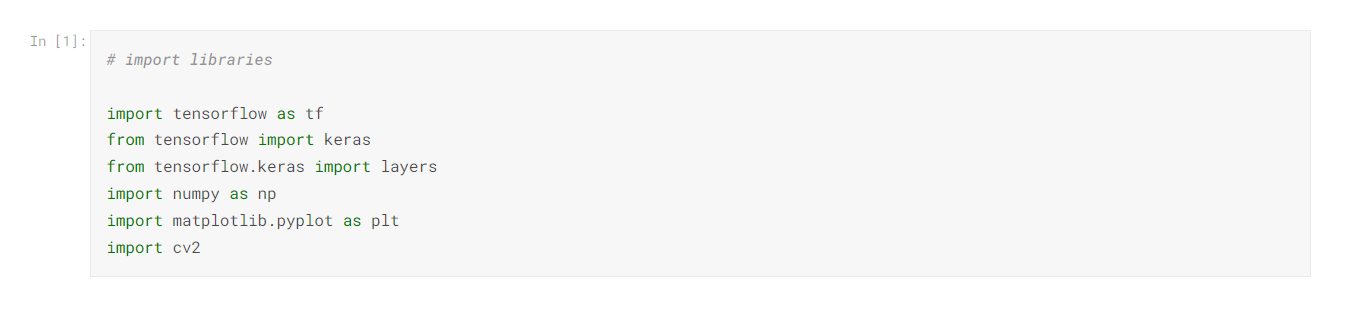 In [1]:
# import libraries
import tensorflow as tf
from tensorflow import keras
from tensorflow.keras import layers
import numpy as np
import matplotlib.pyplot as plt
import cv2